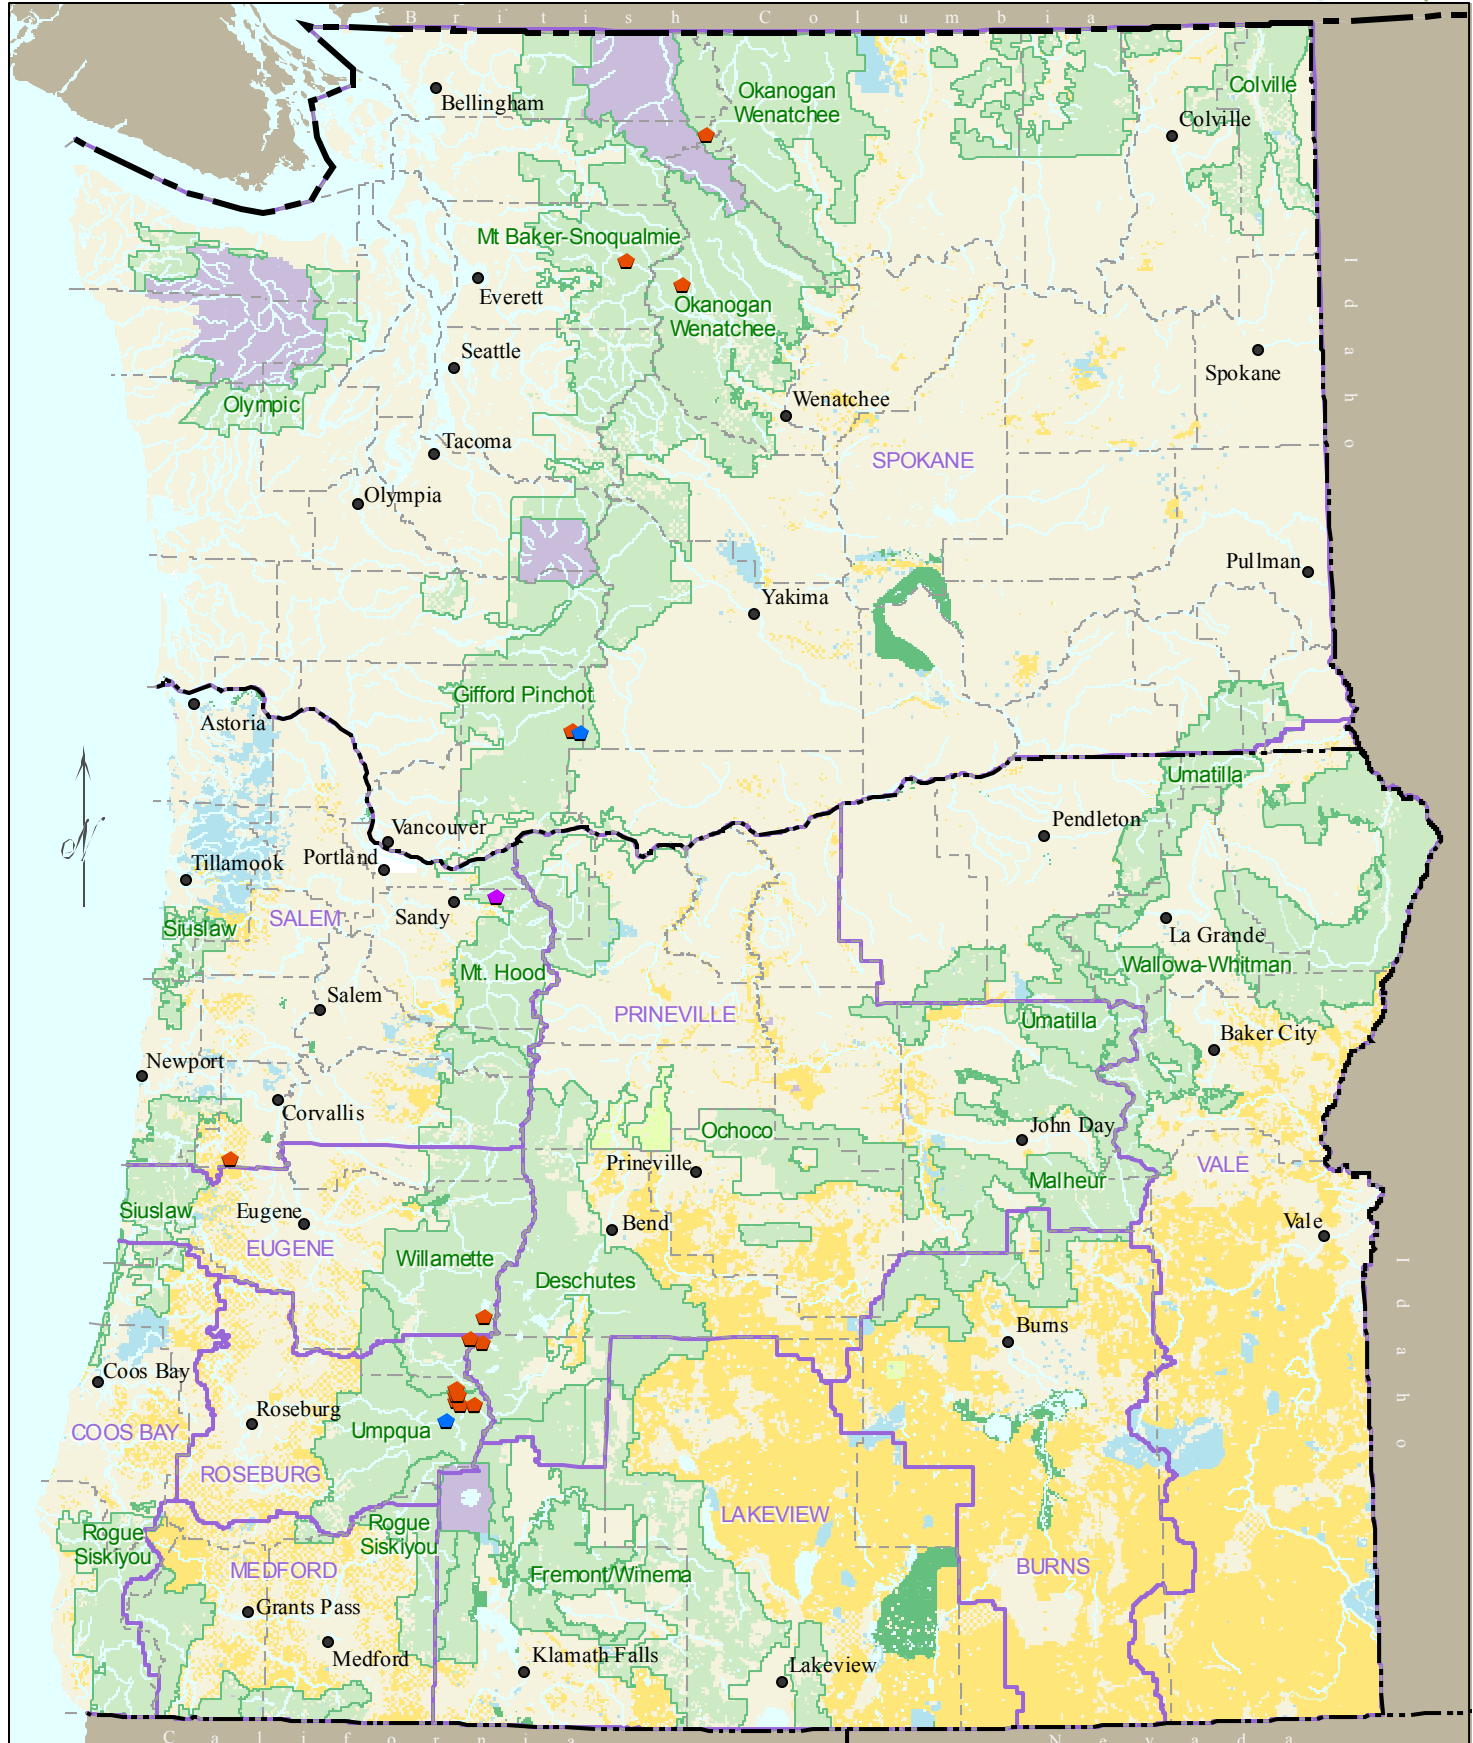 British Columbia
Bellingham
Okanogan
Wenatchee
Colville
Colville
Mt Baker-Snoqualmie
Everett
Okanogan
Wenatchee
Idaho
Seattle
Spokane
Olympic
Wenatchee
Tacoma
SPOKANE
Olympia
Pullman
Yakima
Gifford Pinchot
Astoria
Umatilla
Vancouver
Pendleton
Portland
Tillamook
Sandy
SALEM
Siuslaw
La Grande
Wallowa-Whitman
Mt. Hood
Salem
PRINEVILLE
Umatilla
Baker City
Newport
Corvallis
Ochoco
John Day
Prineville
VALE
Malheur
Siuslaw
Eugene
Bend
Vale
EUGENE
Willamette
Deschutes
Idaho
Burns
Coos Bay
Roseburg
Umpqua
COOS BAY
ROSEBURG
LAKEVIEW
Rogue
Siskiyou
Rogue
Siskiyou
MEDFORD
Fremont/Winema
BURNS
Grants Pass
Medford
Klamath Falls
Lakeview
California
Nevada
N